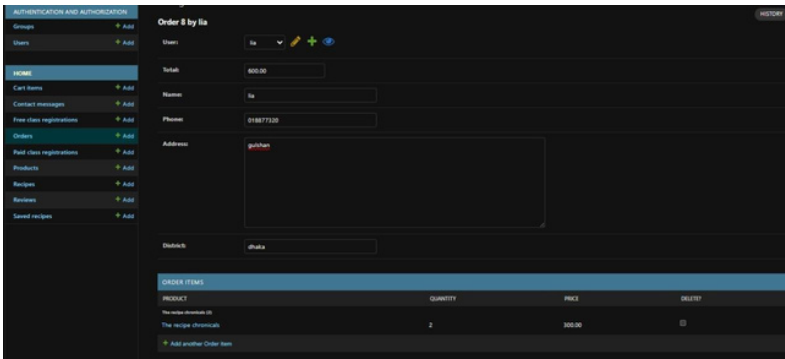 AUTHENTICATION AND AUTHORIZATION
Groups + Add
Users + Add
HOME
Cart items + Add
Contact messages + Add
Free class registrations + Add
Orders + Add
Paid class registrations + Add
Products + Add
Recipes + Add
Reviews + Add
Saved recipes + Add
Order 8 by lia
HISTORY
User: lia
Total: 600.00
Name: lia
Phone: 018877320
Address: gulshan
District: dhaka
ORDER ITEMS
PRODUCT QUANTITY PRICE DELETE?
The recipe chronicals (2)
The recipe chronicals 2 300.00
+ Add another Order Item